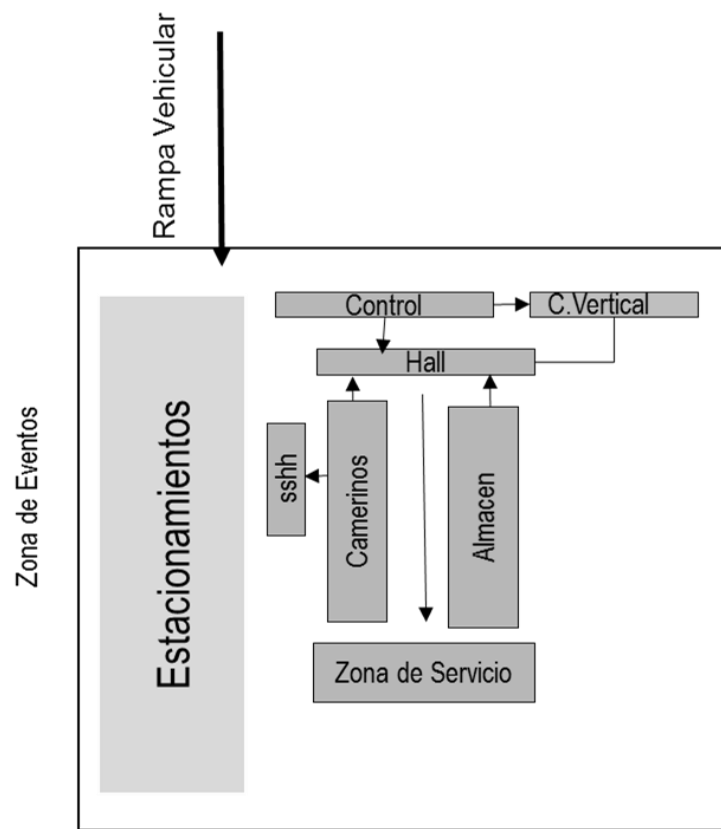 Rampa Vehicular
Zona de Eventos
Estacionamientos
Control
C.Vertical
Hall
sshh
Camerinos
Almacen
Zona de Servicio